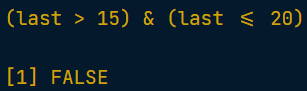 (last > 15) & (last <= 20)
[1] FALSE